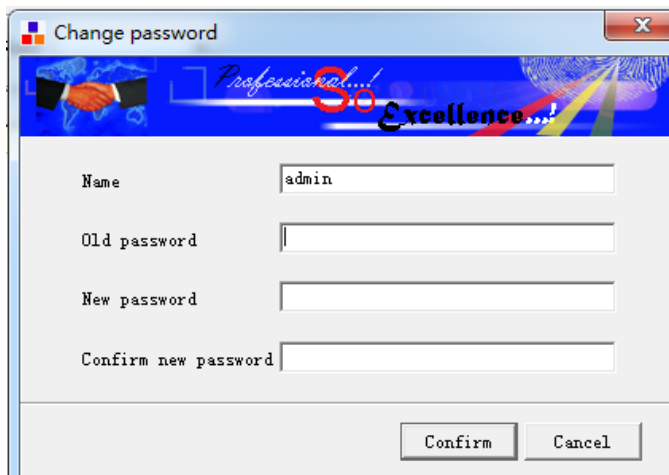 Change password
Professional...!
So
Excellence...!
Name admin
Old password
New password
Confirm new password
Confirm Cancel